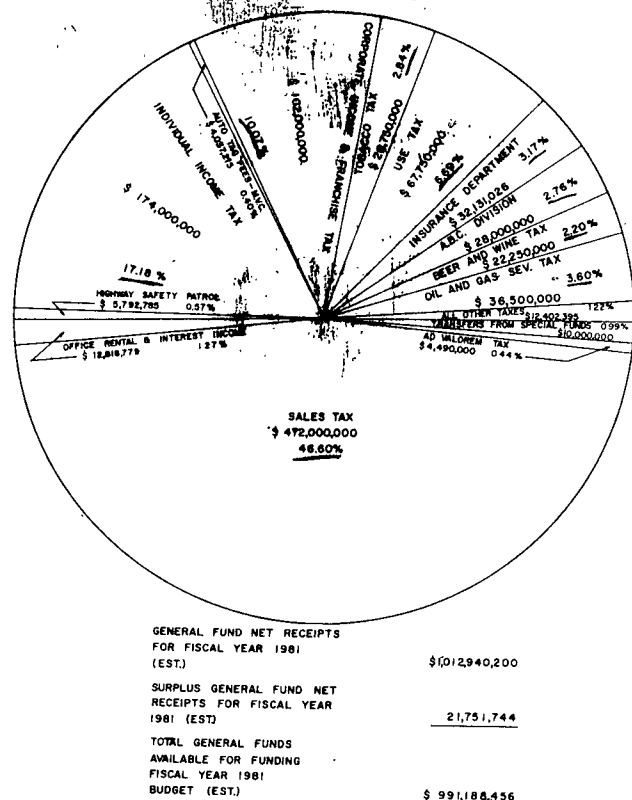 CORPORATE INCOME & FRANCHISE TAX
$ 102,000,000.
10.07%
TOBACCO TAX
$ 28,750,000
2.84%
USE TAX
$ 67,750,000
6.69%
INSURANCE DEPARTMENT
$ 32,131,026
3.17%
A.B.C. DIVISION
$ 28,000,000
2.76%
BEER AND WINE TAX
$ 22,250,000
2.20%
OIL AND GAS SEV. TAX
$ 36,500,000
3.60%
ALL OTHER TAXES $12,402,395 1.22%
TRANSFERS FROM SPECIAL FUNDS 0.99%
$10,000,000
AD VALOREM TAX
$4,490,000 0.44%
AUTO TAG FEES-M.V.C.
0.40%
INDIVIDUAL INCOME TAX
$ 174,000,000
17.18 %
HIGHWAY SAFETY PATROL
$ 5,792,785 0.57%
OFFICE RENTAL & INTEREST INCOME
$ 12,816,779 1.27%
SALES TAX
$ 472,000,000
46.60%
GENERAL FUND NET RECEIPTS
FOR FISCAL YEAR 1981
(EST.) $1,012,940,200
SURPLUS GENERAL FUND NET
RECEIPTS FOR FISCAL YEAR
1981 (EST.) 21,751,744
TOTAL GENERAL FUNDS
AVAILABLE FOR FUNDING
FISCAL YEAR 1981
BUDGET (EST.) $ 991,188,456